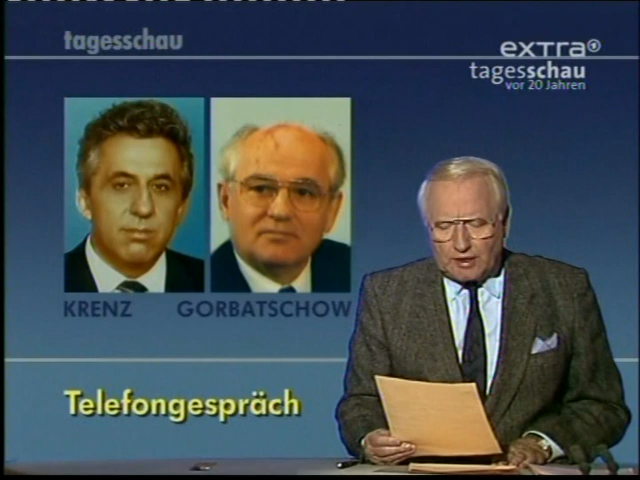 tagesschau
extra
tagesschau
vor 20 Jahren
KRENZ GORBATSCHOW
Telefongespräch